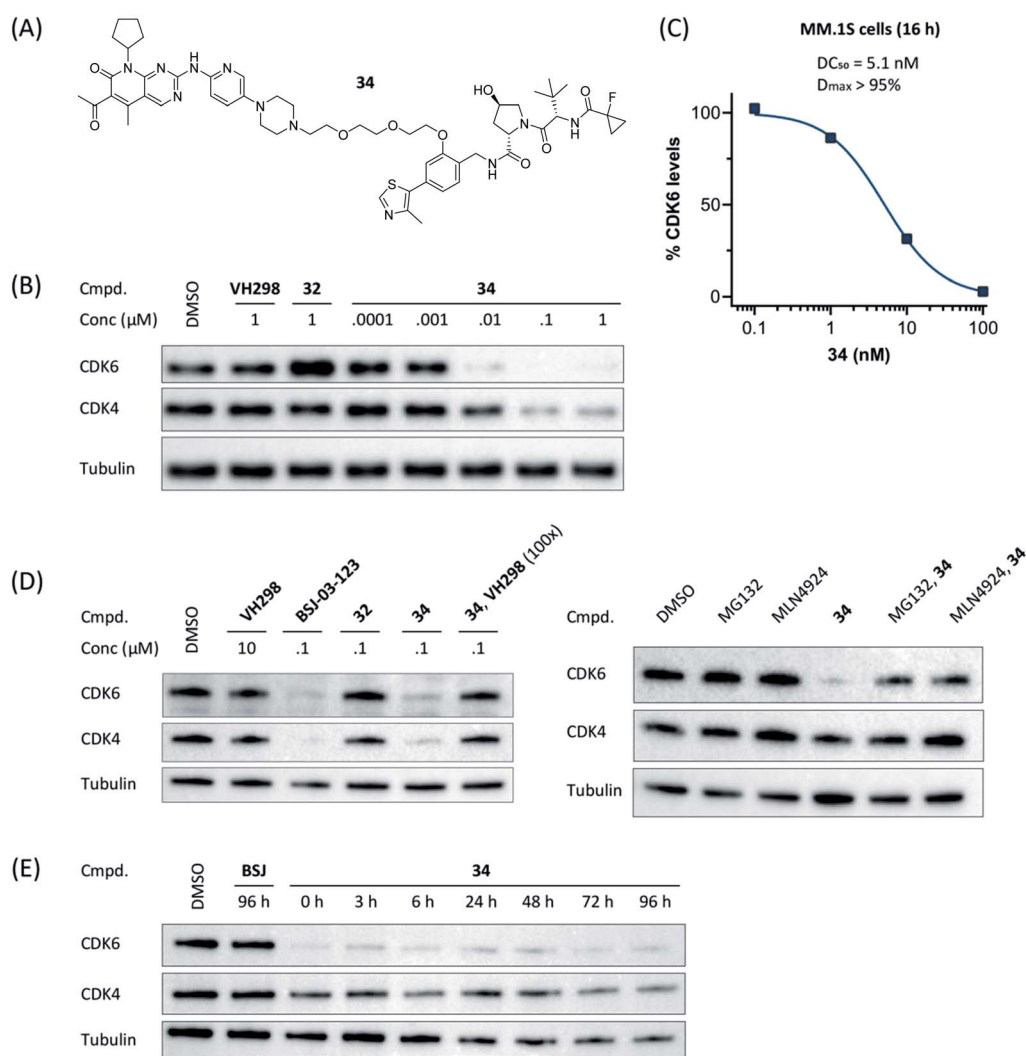 (A)
34
O
N
N
N
H
N
N
O
N
N
O
O
O
HO
N
O
N
H
O
F
N
H
O
S
N
(C)
MM.1S cells (16 h)
DC₅₀ = 5.1 nM
Dmax > 95%
% CDK6 levels
100
50
0
0.1 1 10 100
34 (nM)
(B)
Cmpd. DMSO VH298 32 34
Conc (µM) 1 1 .0001 .001 .01 .1 1
CDK6
CDK4
Tubulin
(D)
Cmpd. DMSO VH298 BSJ-03-123 32 34 34, VH298 (100x)
Conc (µM) 10 .1 .1 .1 .1
CDK6
CDK4
Tubulin
Cmpd. DMSO MG132 MLN4924 34 MG132, 34 MLN4924, 34
CDK6
CDK4
Tubulin
(E)
Cmpd. DMSO BSJ 34
96 h 0 h 3 h 6 h 24 h 48 h 72 h 96 h
CDK6
CDK4
Tubulin